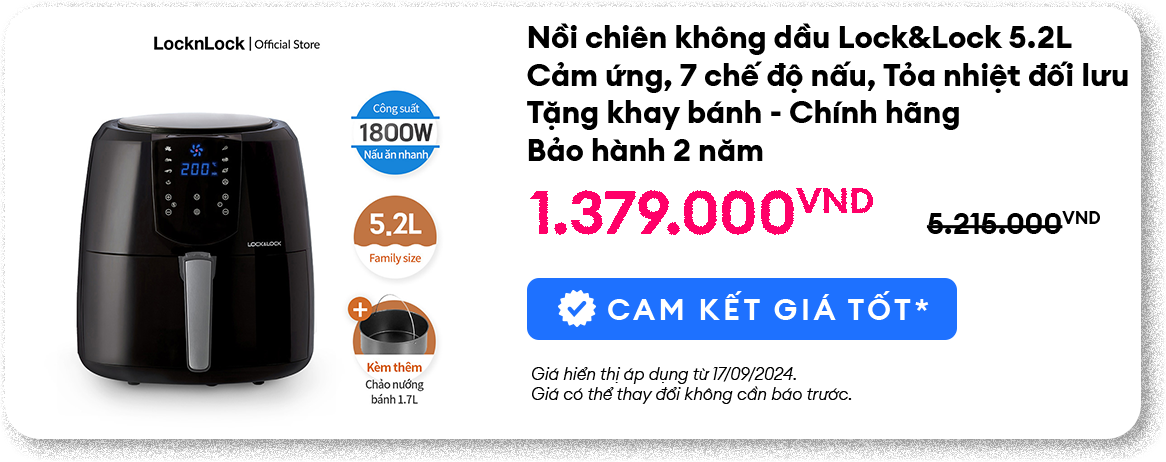 LocknLock | Official Store
Công suất
1800W
Nấu ăn nhanh
200
LOCK&LOCK
5.2L
Family size
+
Kèm thêm
Chảo nướng
bánh 1.7L
Nồi chiên không dầu Lock&Lock 5.2L
Cảm ứng, 7 chế độ nấu, Tỏa nhiệt đối lưu
Tặng khay bánh - Chính hãng
Bảo hành 2 năm
1.379.000VND
5.215.000VND
CAM KẾT GIÁ TỐT*
Giá hiển thị áp dụng từ 17/09/2024.
Giá có thể thay đổi không cần báo trước.